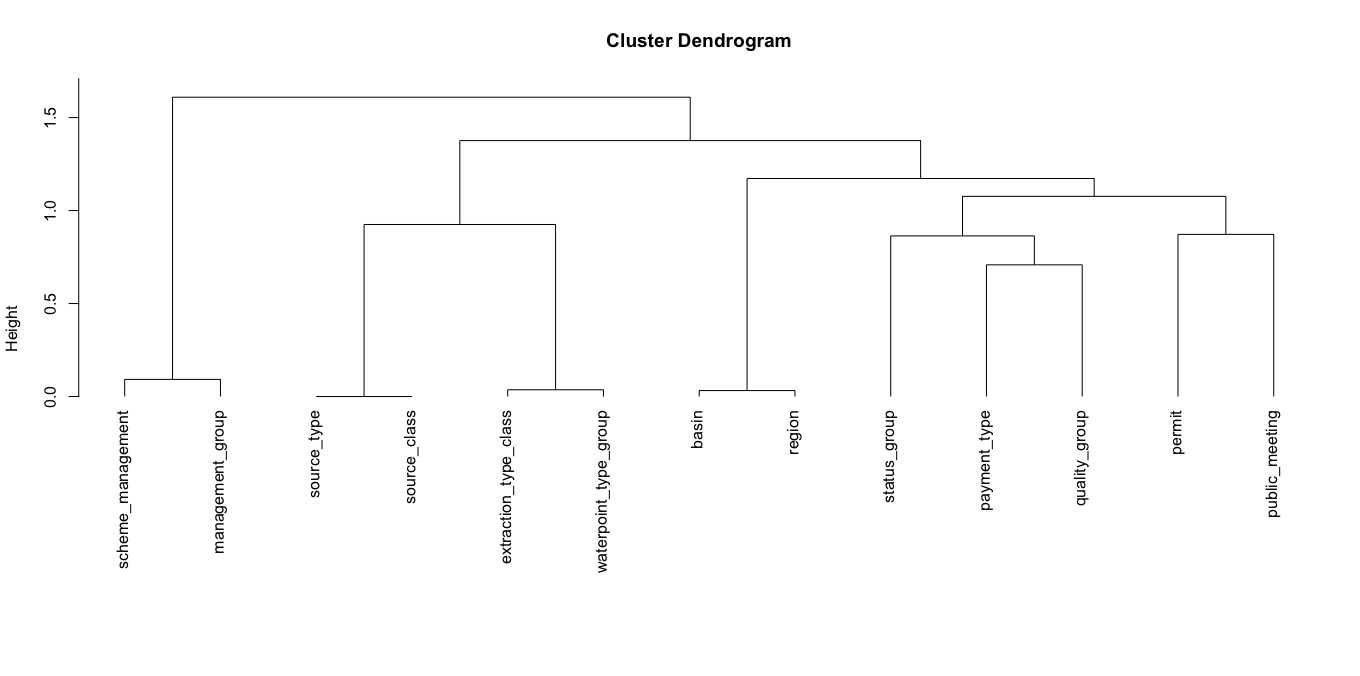 Cluster Dendrogram
Height
1.5
1.0
0.5
0.0
scheme_management
management_group
source_type
source_class
extraction_type_class
waterpoint_type_group
basin
region
status_group
payment_type
quality_group
permit
public_meeting